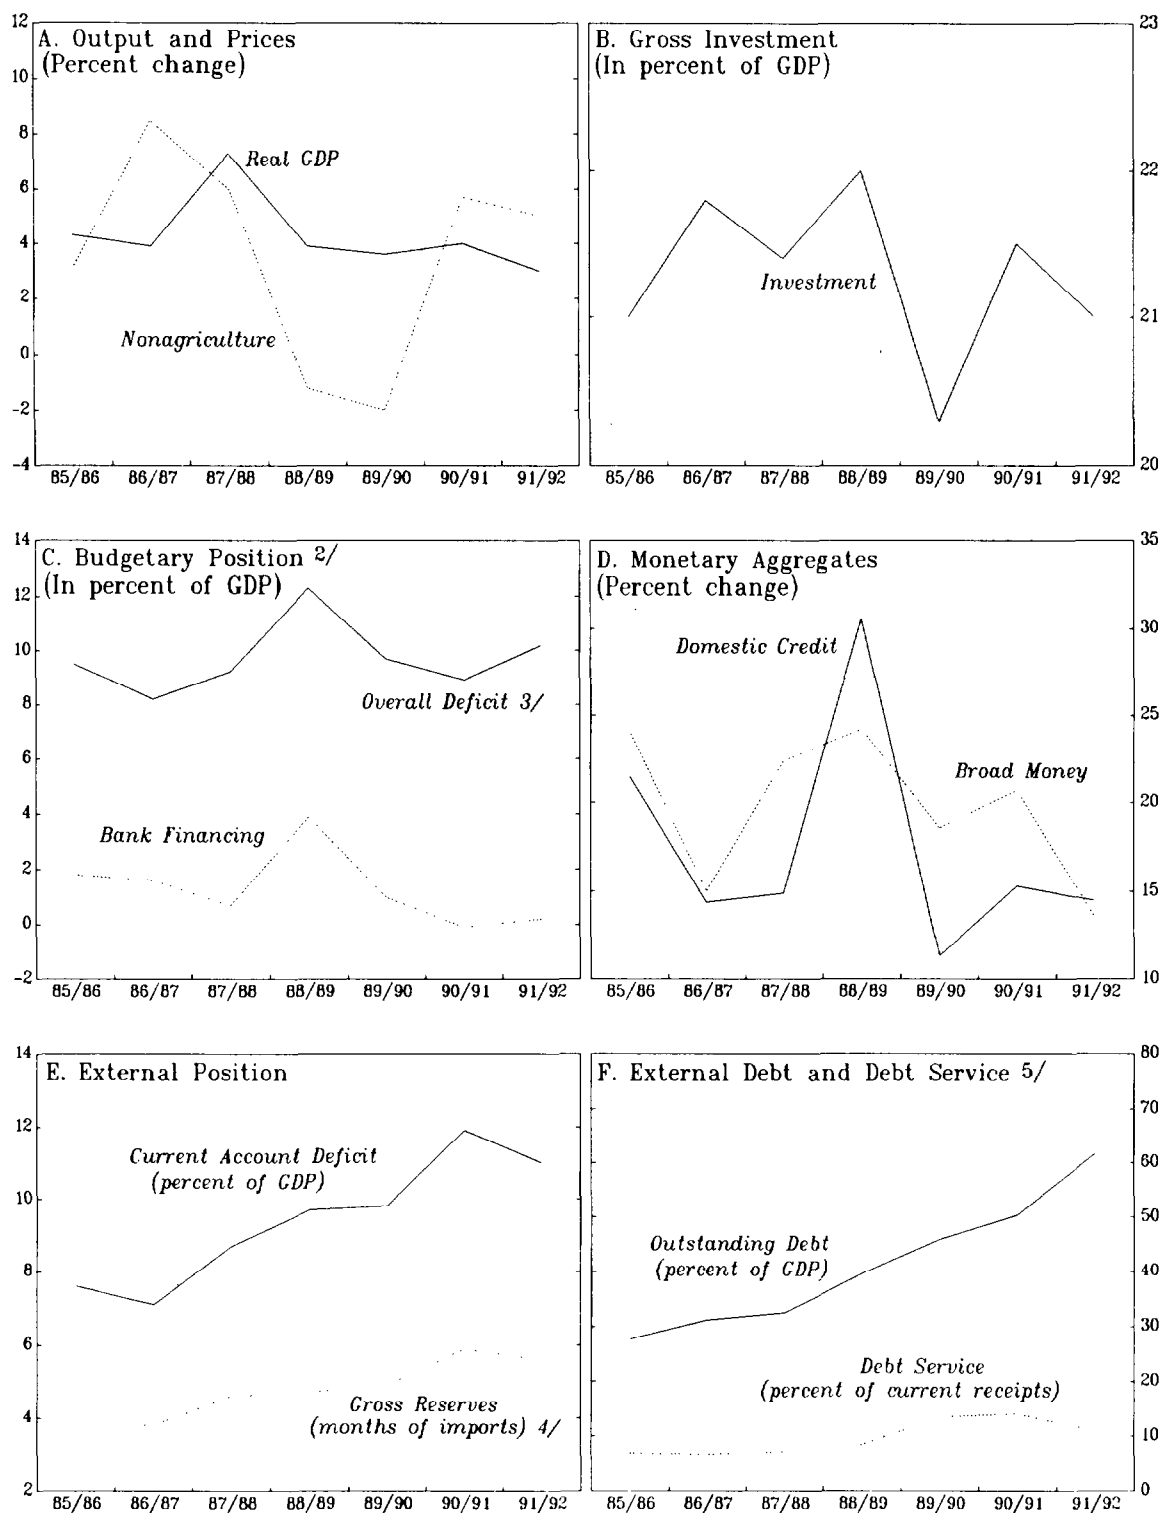 A. Output and Prices
(Percent change)
12
10
8
6
4
2
0
-2
-4
Real GDP
Nonagriculture
85/86 86/87 87/88 88/89 89/90 90/91 91/92
B. Gross Investment
(In percent of GDP)
23
22
21
20
Investment
85/86 86/87 87/88 88/89 89/90 90/91 91/92
C. Budgetary Position 2/
(In percent of GDP)
14
12
10
8
6
4
2
0
-2
Overall Deficit 3/
Bank Financing
85/86 86/87 87/88 88/89 89/90 90/91 91/92
D. Monetary Aggregates
(Percent change)
35
30
25
20
15
10
Domestic Credit
Broad Money
85/86 86/87 87/88 88/89 89/90 90/91 91/92
E. External Position
14
12
10
8
6
4
2
Current Account Deficit
(percent of GDP)
Gross Reserves
(months of imports) 4/
85/86 86/87 87/88 88/89 89/90 90/91 91/92
F. External Debt and Debt Service 5/
80
70
60
50
40
30
20
10
0
Outstanding Debt
(percent of GDP)
Debt Service
(percent of current receipts)
85/86 86/87 87/88 88/89 89/90 90/91 91/92